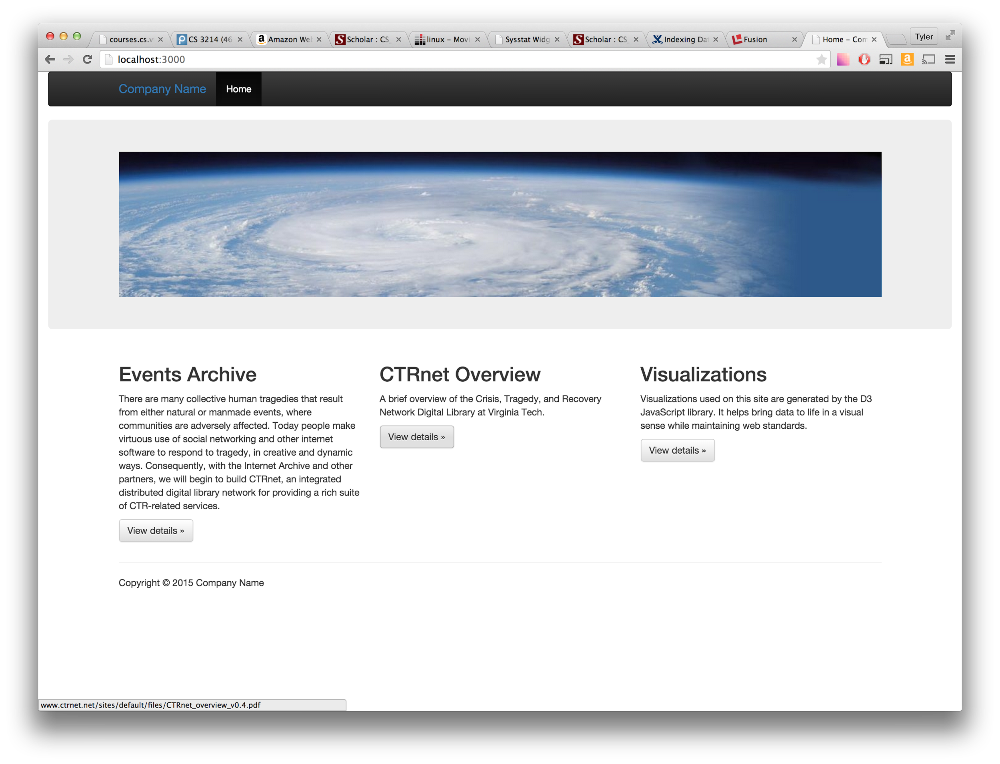 courses.cs.v
CS 3214 (46
Amazon Wel
Scholar : CS_
linux - Movi
Sysstat Widg
Scholar : CS_
Indexing Dat
Fusion
Home - Com
Tyler
localhost:3000
Company Name
Home
Events Archive
There are many collective human tragedies that result
from either natural or manmade events, where
communities are adversely affected. Today people make
virtuous use of social networking and other internet
software to respond to tragedy, in creative and dynamic
ways. Consequently, with the Internet Archive and other
partners, we will begin to build CTRnet, an integrated
distributed digital library network for providing a rich suite
of CTR-related services.
View details »
CTRnet Overview
A brief overview of the Crisis, Tragedy, and Recovery
Network Digital Library at Virginia Tech.
View details »
Visualizations
Visualizations used on this site are generated by the D3
JavaScript library. It helps bring data to life in a visual
sense while maintaining web standards.
View details »
Copyright © 2015 Company Name
www.ctrnet.net/sites/default/files/CTRnet_overview_v0.4.pdf